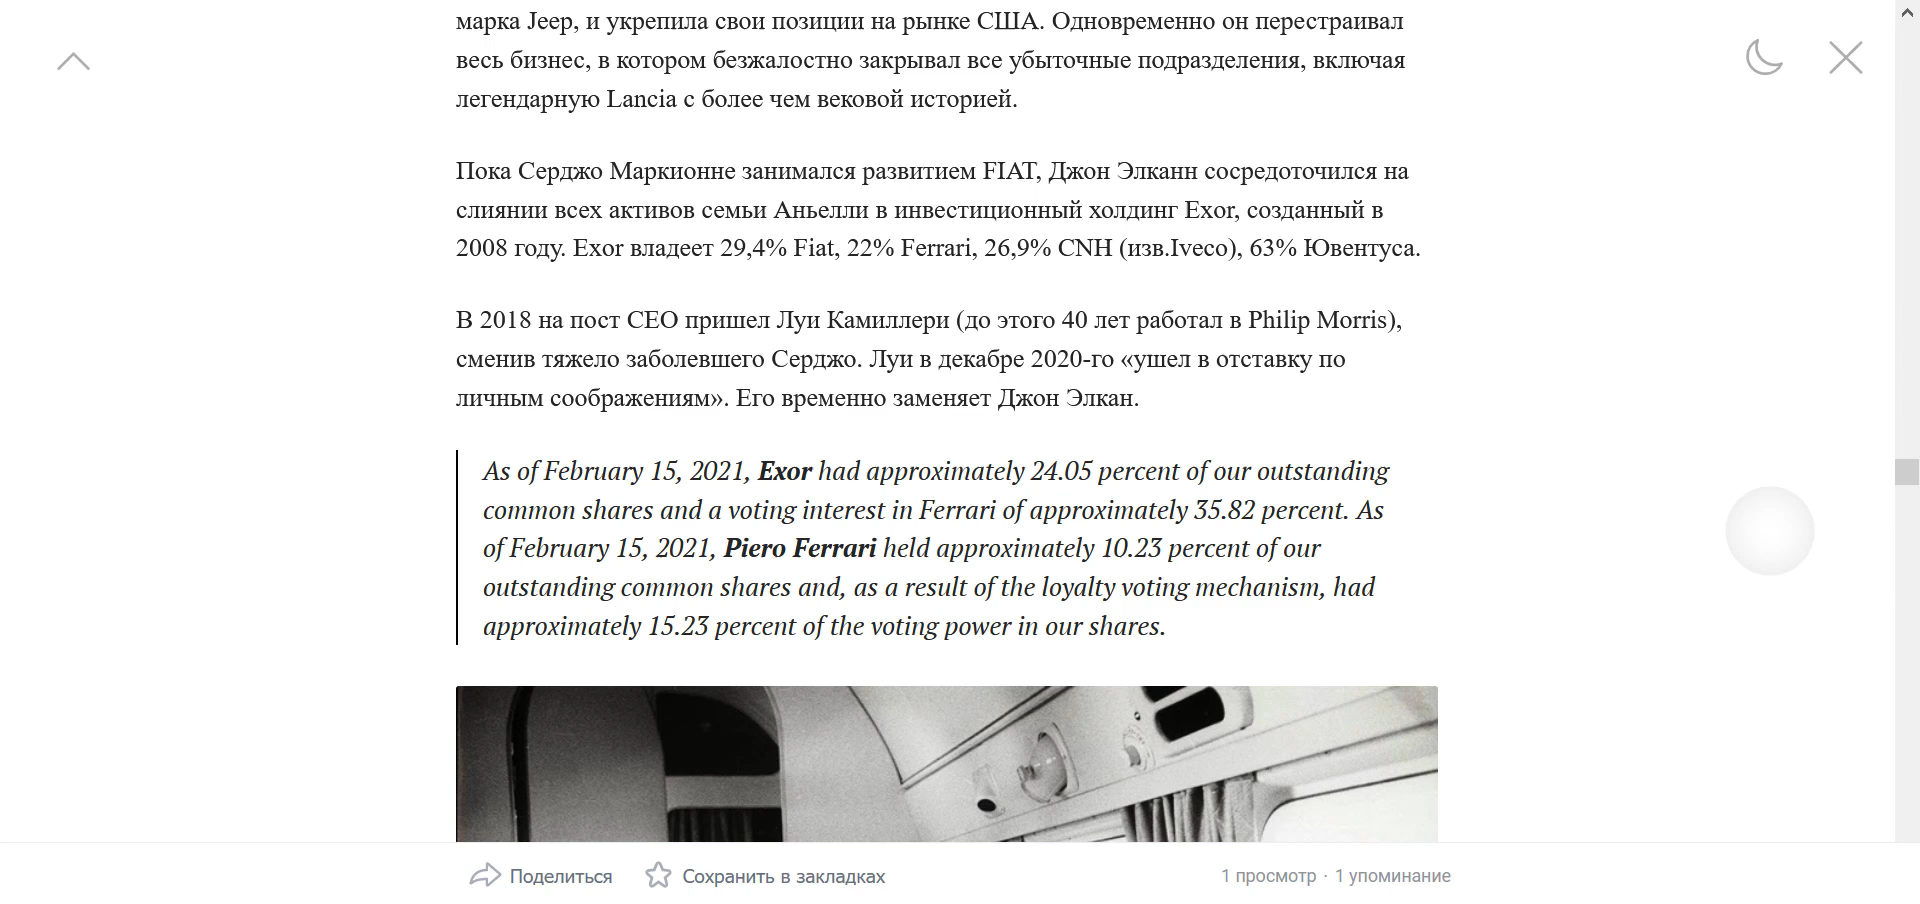 марка Jeep, и укрепила свои позиции на рынке США. Одновременно он перестраивал
весь бизнес, в котором безжалостно закрывал все убыточные подразделения, включая
легендарную Lancia с более чем вековой историей.
Пока Серджо Маркионне занимался развитием FIAT, Джон Элканн сосредоточился на
слиянии всех активов семьи Аньелли в инвестиционный холдинг Exor, созданный в
2008 году. Exor владеет 29,4% Fiat, 22% Ferrari, 26,9% CNH (изв.Iveco), 63% Ювентуса.
В 2018 на пост CEO пришел Луи Камиллери (до этого 40 лет работал в Philip Morris),
сменив тяжело заболевшего Серджо. Луи в декабре 2020-го «ушел в отставку по
личным соображениям». Его временно заменяет Джон Элкан.
As of February 15, 2021, Exor had approximately 24.05 percent of our outstanding
common shares and a voting interest in Ferrari of approximately 35.82 percent. As
of February 15, 2021, Piero Ferrari held approximately 10.23 percent of our
outstanding common shares and, as a result of the loyalty voting mechanism, had
approximately 15.23 percent of the voting power in our shares.
Поделиться Сохранить в закладках 1 просмотр · 1 упоминание